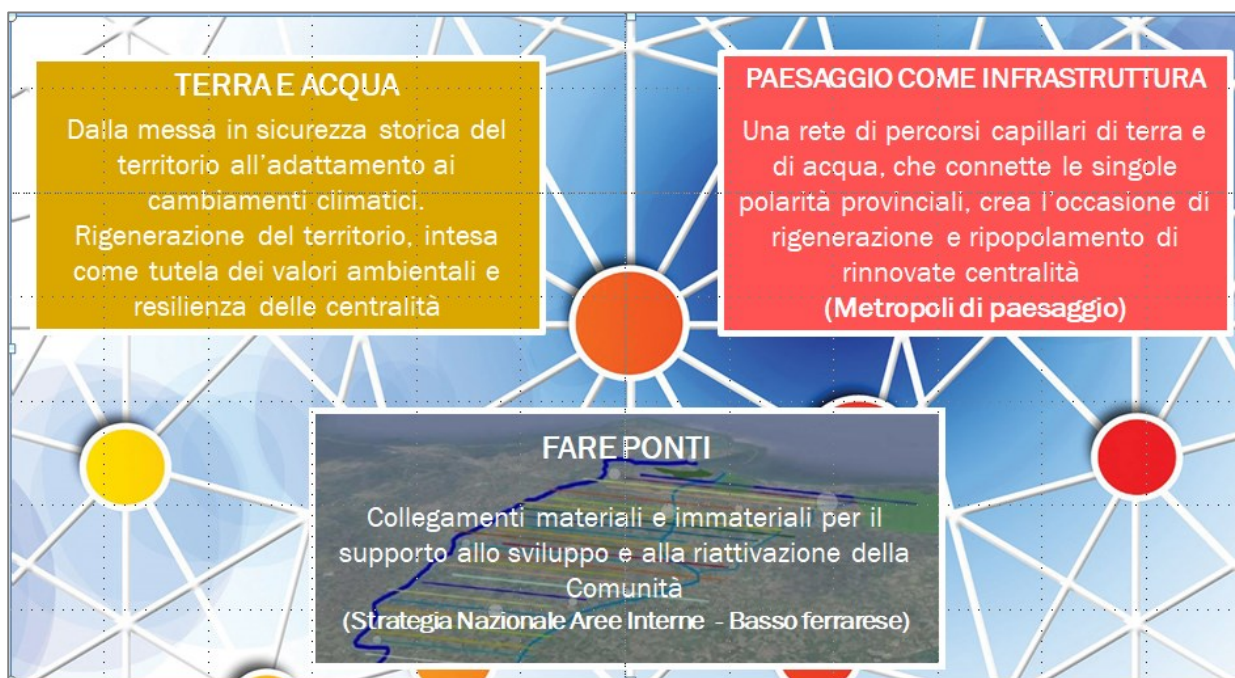 TERRA E ACQUA
Dalla messa in sicurezza storica del
territorio all'adattamento ai
cambiamenti climatici.
Rigenerazione del territorio, intesa
come tutela dei valori ambientali e
resilienza delle centralità
PAESAGGIO COME INFRASTRUTTURA
Una rete di percorsi capillari di terra e
di acqua, che connette le singole
polarità provinciali, crea l'occasione di
rigenerazione e ripopolamento di
rinnovate centralità
(Metropoli di paesaggio)
FARE PONTI
Collegamenti materiali e immateriali per il
supporto allo sviluppo e alla riattivazione della
Comunità
(Strategia Nazionale Aree Interne - Basso ferrarese)